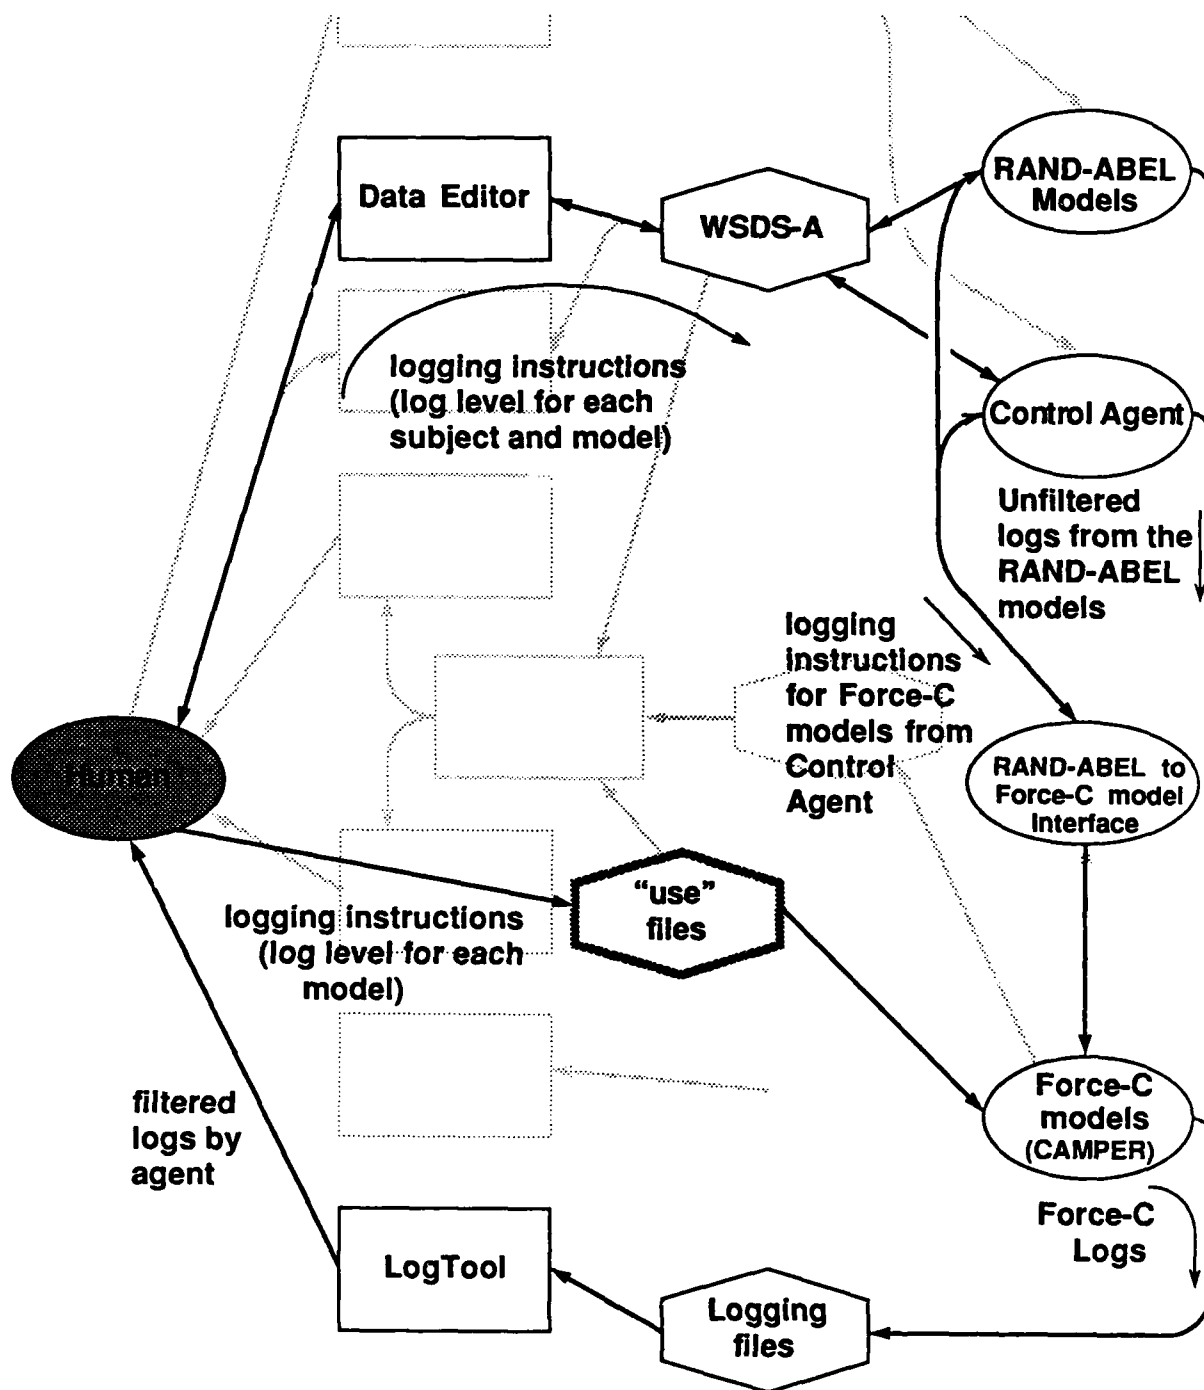 RAND-ABEL
Models
Data Editor
WSDS-A
logging instructions
(log level for each
subject and model)
Control Agent
Unfiltered
logs from the
RAND-ABEL
models
logging
instructions
for Force-C
models from
Control
Agent
Human
RAND-ABEL to
Force-C model
Interface
"use"
files
logging instructions
(log level for each
model)
Force-C
models
(CAMPER)
filtered
logs by
agent
Force-C
Logs
LogTool
Logging
files